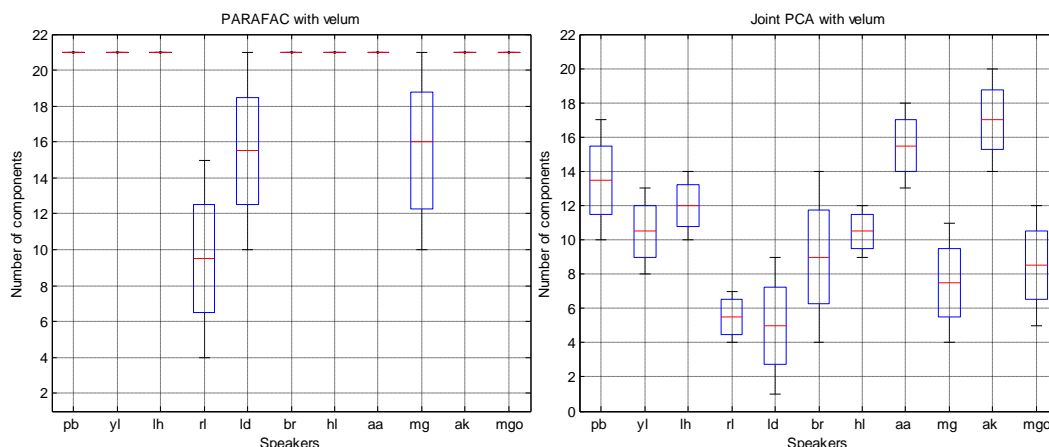 PARAFAC with velum
Number of components
22
20
18
16
14
12
10
8
6
4
2
pb yl lh rl ld br hl aa mg ak mgo
Speakers
Joint PCA with velum
Number of components
22
20
18
16
14
12
10
8
6
4
2
0
pb yl lh rl ld br hl aa mg ak mgo
Speakers